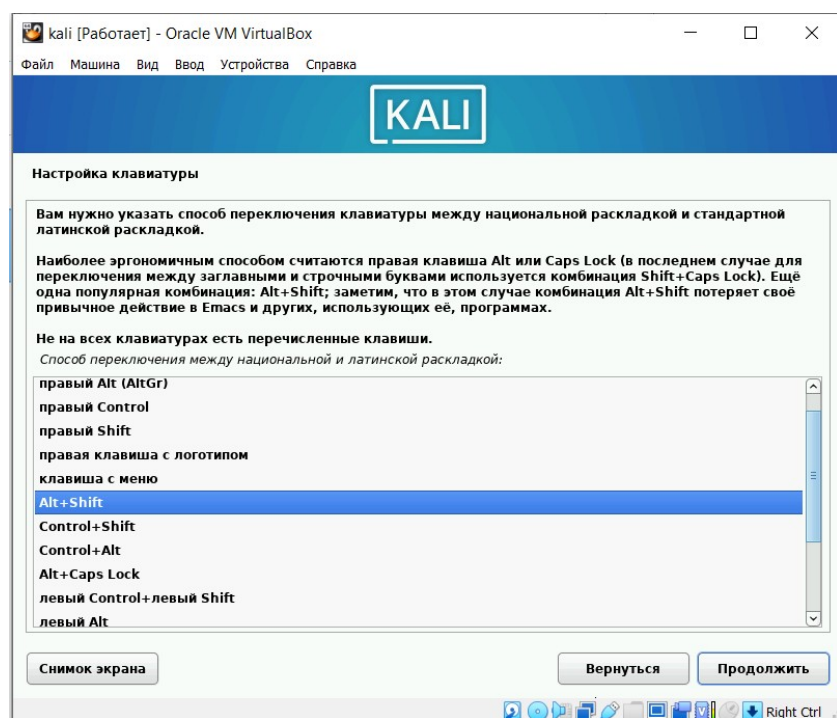 kali [Работает] - Oracle VM VirtualBox
Файл Машина Вид Ввод Устройства Справка
KALI
Настройка клавиатуры
Вам нужно указать способ переключения клавиатуры между национальной раскладкой и стандартной
латинской раскладкой.
Наиболее эргономичным способом считаются правая клавиша Alt или Caps Lock (в последнем случае для
переключения между заглавными и строчными буквами используется комбинация Shift+Caps Lock). Ещё
одна популярная комбинация: Alt+Shift; заметим, что в этом случае комбинация Alt+Shift потеряет своё
привычное действие в Emacs и других, использующих её, программах.
Не на всех клавиатурах есть перечисленные клавиши.
Способ переключения между национальной и латинской раскладкой:
правый Alt (AltGr)
правый Control
правый Shift
правая клавиша с логотипом
клавиша с меню
Alt+Shift
Control+Shift
Control+Alt
Alt+Caps Lock
левый Control+левый Shift
левый Alt
Снимок экрана Вернуться Продолжить
Right Ctrl